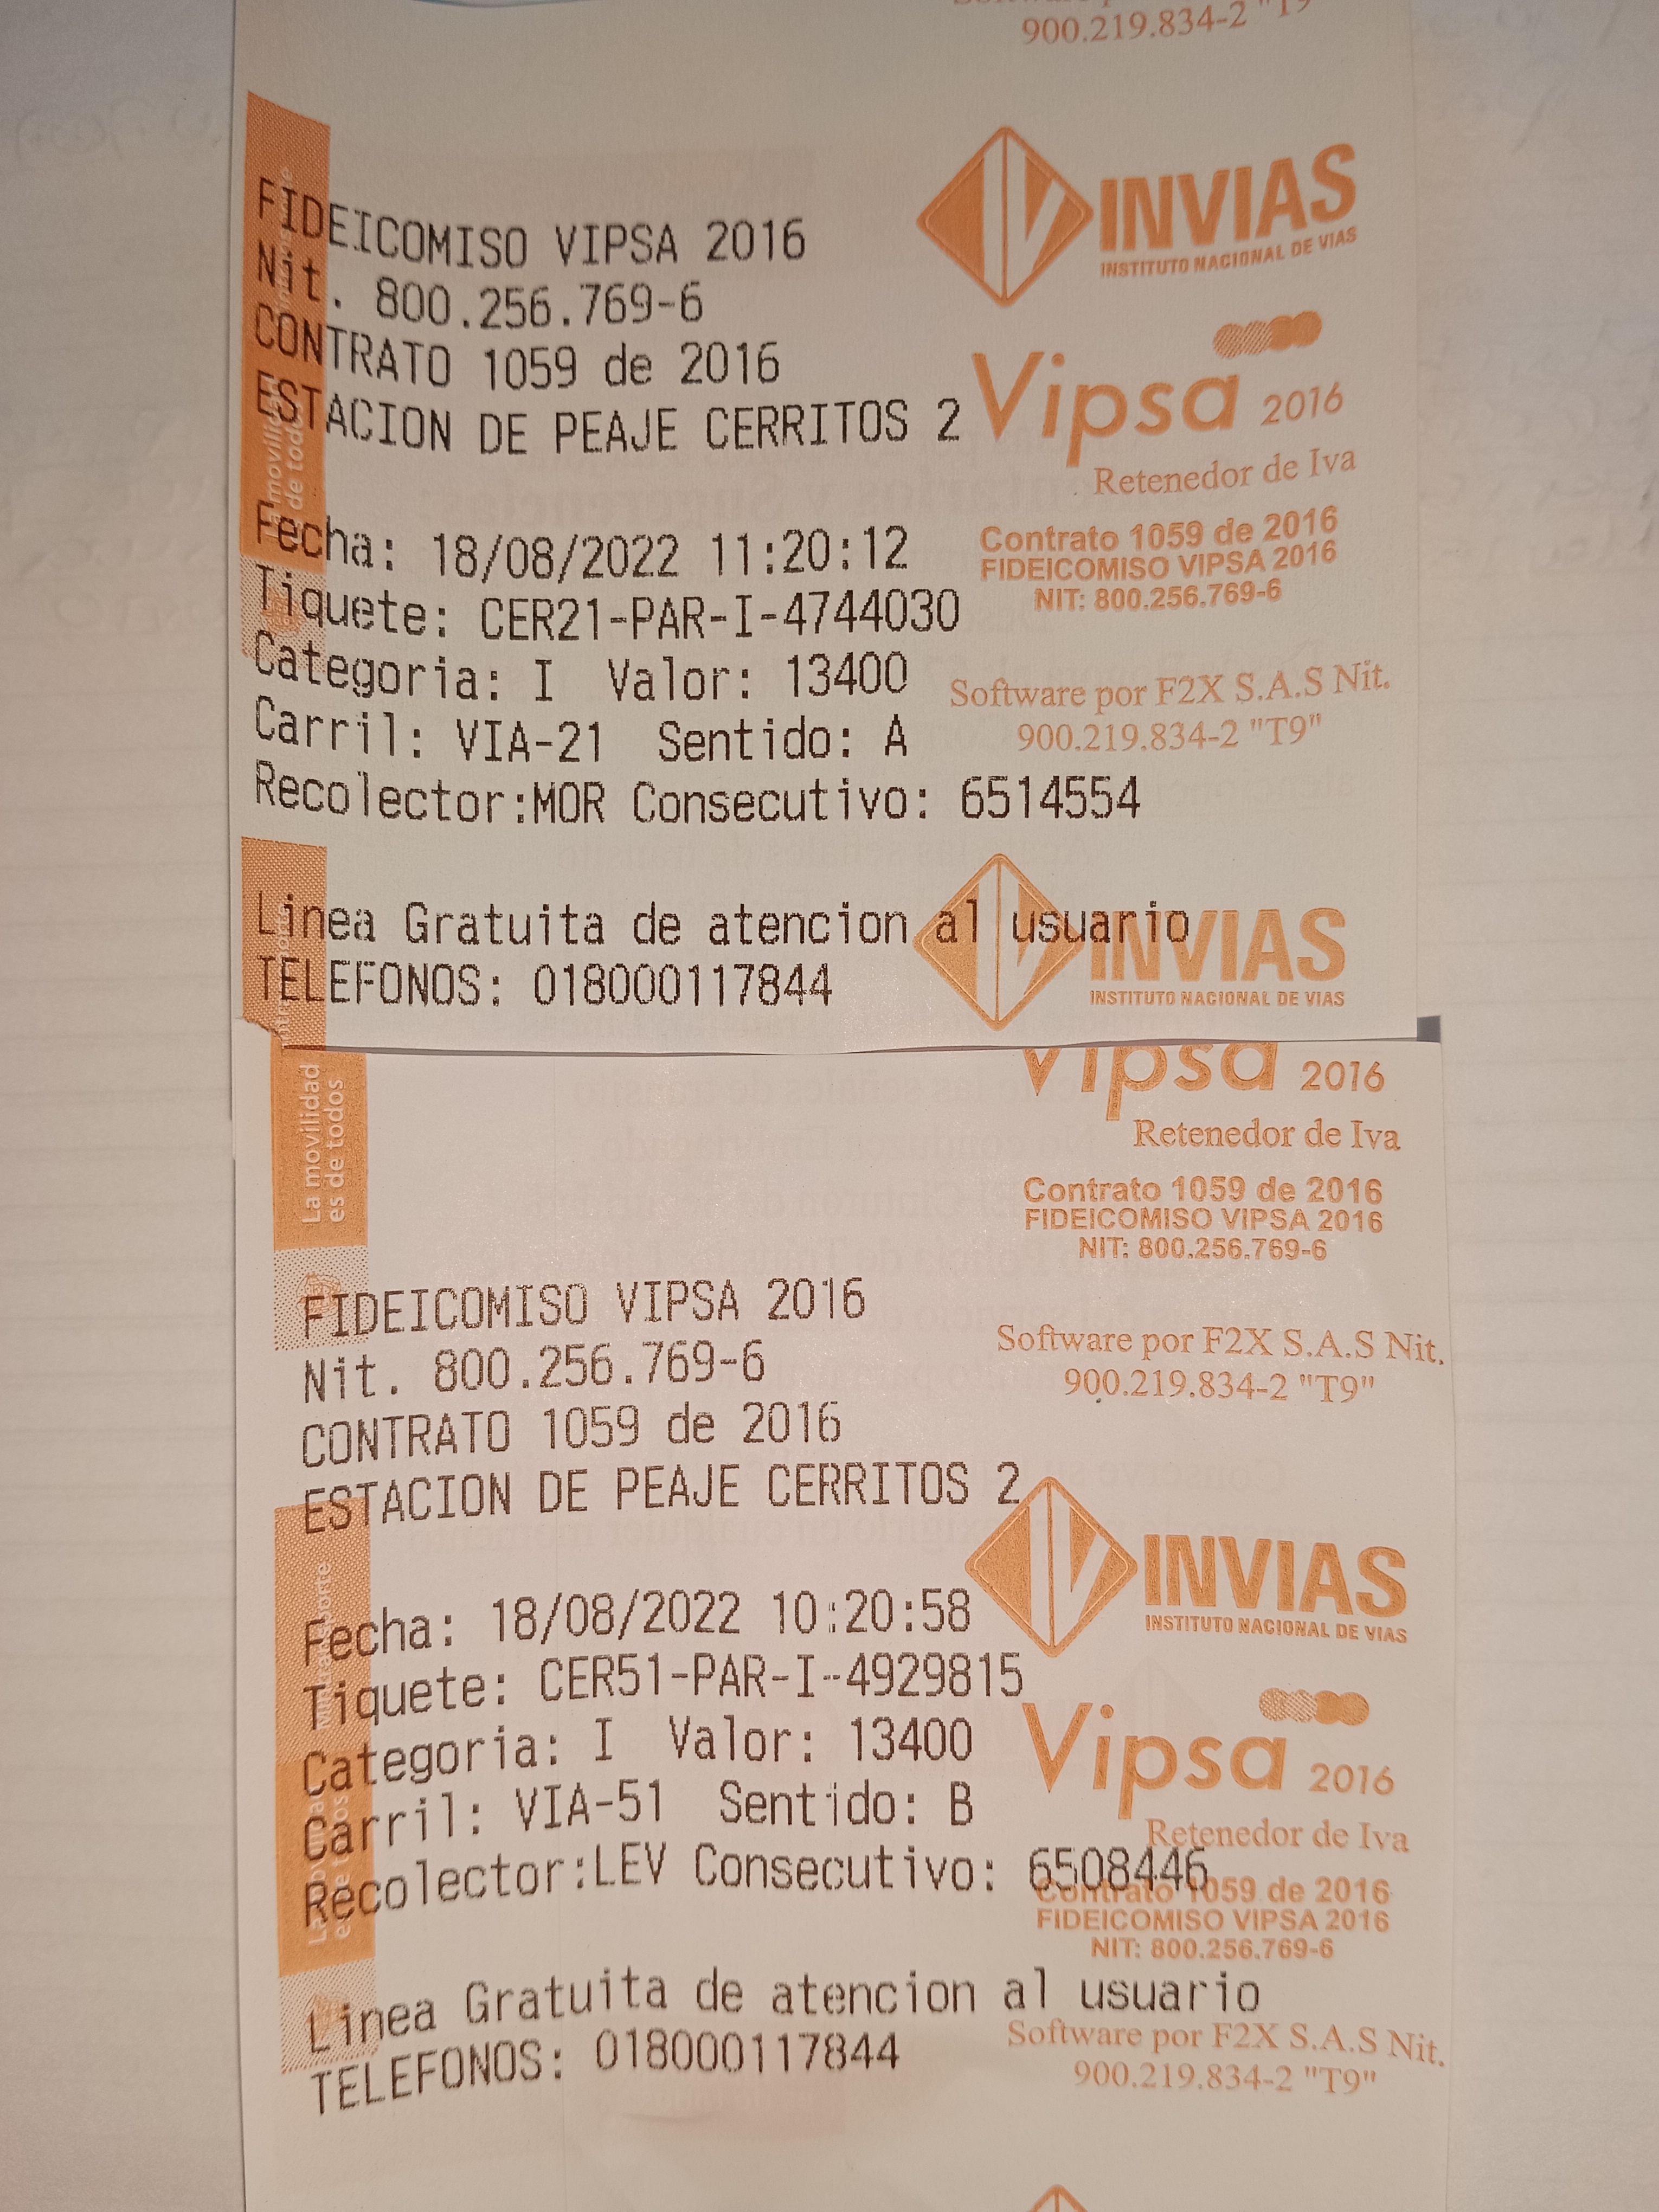 900.219.834-2 "T9"
INVIAS
INSTITUTO NACIONAL DE VIAS
FIDEICOMISO VIPSA 2016
Nit. 800.256.769-6
CONTRATO 1059 de 2016
ESTACION DE PEAJE CERRITOS 2
Vipsa 2016
Retenedor de Iva
Contrato 1059 de 2016
FIDEICOMISO VIPSA 2016
NIT: 800.256.769-6
Fecha: 18/08/2022 11:20:12
Tiquete: CER21-PAR-I-4744030
Categoria: I Valor: 13400
Carril: VIA-21 Sentido: A
Recolector:MOR Consecutivo: 6514554
Software por F2X S.A.S Nit.
900.219.834-2 "T9"
Linea Gratuita de atencion al usuario
TELEFONOS: 018000117844
INVIAS
INSTITUTO NACIONAL DE VIAS
Vipsa 2016
Retenedor de Iva
Contrato 1059 de 2016
FIDEICOMISO VIPSA 2016
NIT: 800.256.769-6
La movilidad
es de todos
Software por F2X S.A.S Nit.
900.219.834-2 "T9"
FIDEICOMISO VIPSA 2016
Nit. 800.256.769-6
CONTRATO 1059 de 2016
ESTACION DE PEAJE CERRITOS 2
INVIAS
INSTITUTO NACIONAL DE VIAS
Fecha: 18/08/2022 10:20:58
Tiquete: CER51-PAR-I-4929815
Categoria: I Valor: 13400
Carril: VIA-51 Sentido: B
Recolector:LEV Consecutivo: 6508446
Vipsa 2016
Retenedor de Iva
Contrato 1059 de 2016
FIDEICOMISO VIPSA 2016
NIT: 800.256.769-6
Linea Gratuita de atencion al usuario
TELEFONOS: 018000117844
Software por F2X S.A.S Nit.
900.219.834-2 "T9"